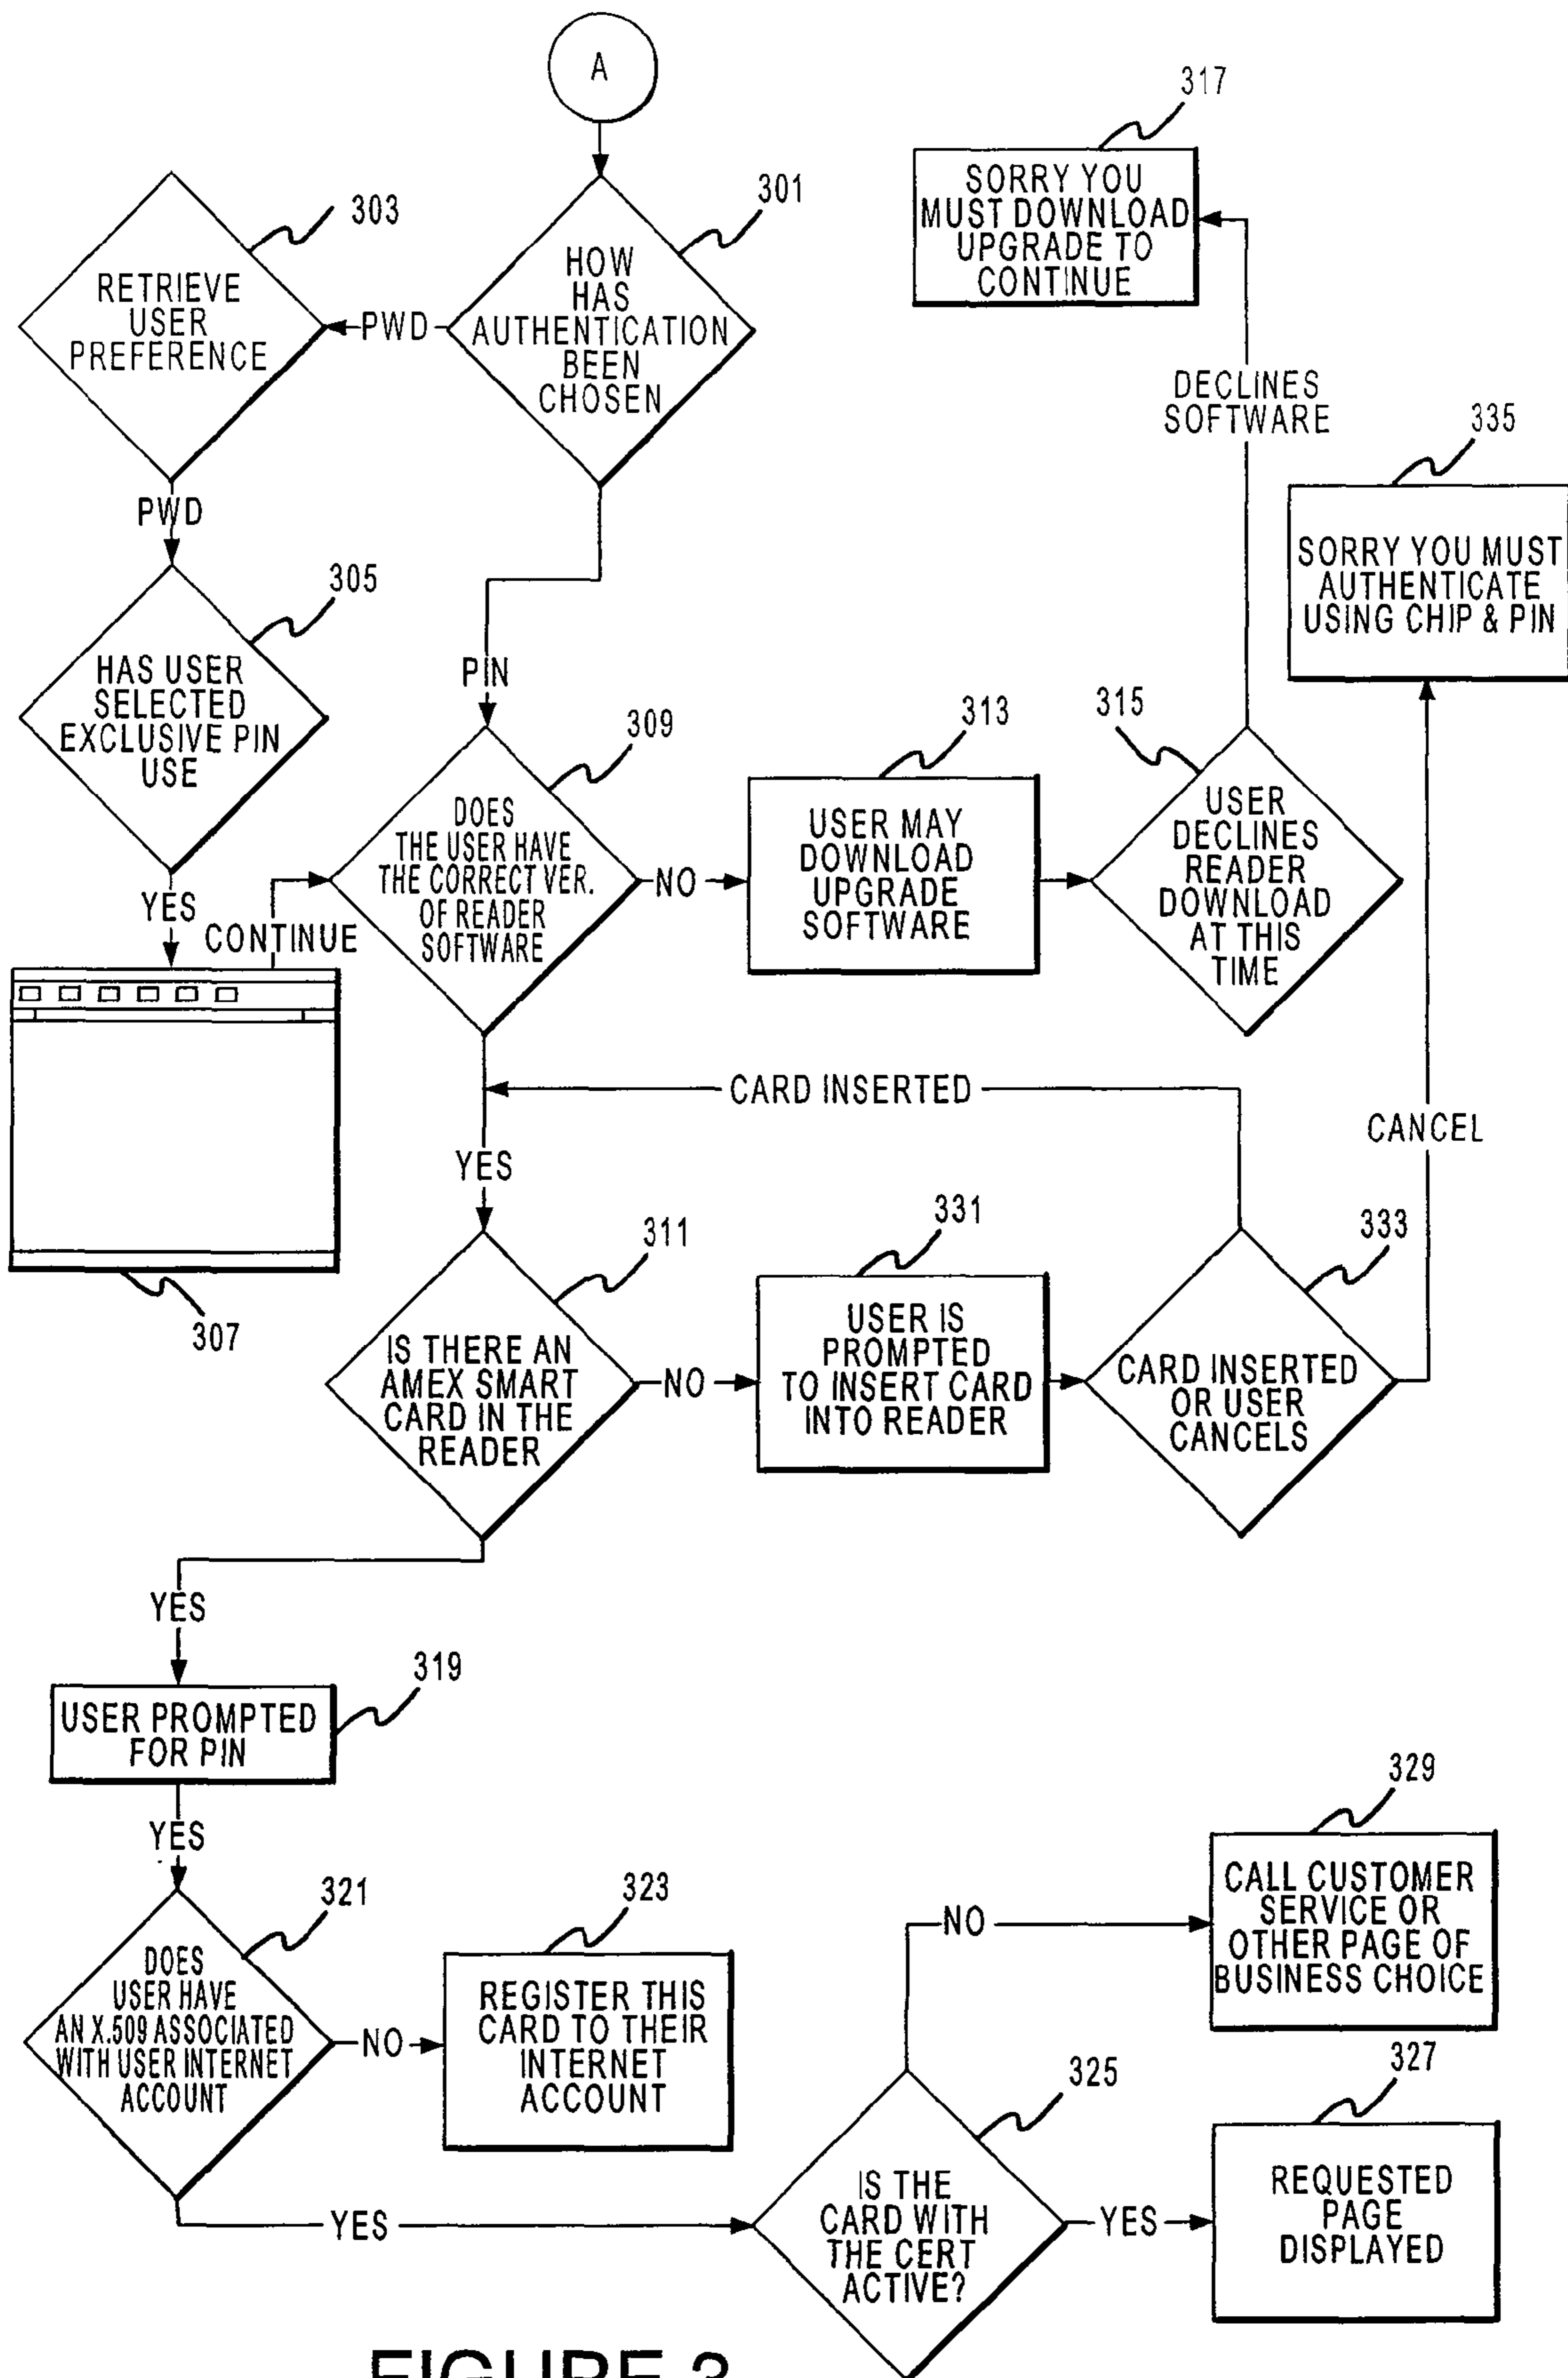 A
317
SORRY YOU
MUST DOWNLOAD
UPGRADE TO
CONTINUE
303
301
RETRIEVE
USER
PREFERENCE
PWD
HOW
HAS
AUTHENTICATION
BEEN
CHOSEN
DECLINES
SOFTWARE
335
SORRY YOU MUST
AUTHENTICATE
USING CHIP & PIN
PWD
305
HAS USER
SELECTED
EXCLUSIVE PIN
USE
PIN
309
DOES
THE USER HAVE
THE CORRECT VER.
OF READER
SOFTWARE
NO
313
USER MAY
DOWNLOAD
UPGRADE
SOFTWARE
315
USER
DECLINES
READER
DOWNLOAD
AT THIS
TIME
YES
CONTINUE
307
CARD INSERTED
CANCEL
YES
311
IS THERE AN
AMEX SMART
CARD IN THE
READER
NO
331
USER IS
PROMPTED
TO INSERT CARD
INTO READER
333
CARD INSERTED
OR USER
CANCELS
YES
319
USER PROMPTED
FOR PIN
YES
321
DOES
USER HAVE
AN X.509 ASSOCIATED
WITH USER INTERNET
ACCOUNT
NO
323
REGISTER THIS
CARD TO THEIR
INTERNET
ACCOUNT
NO
329
CALL CUSTOMER
SERVICE OR
OTHER PAGE OF
BUSINESS CHOICE
YES
325
IS THE
CARD WITH
THE CERT
ACTIVE?
YES
327
REQUESTED
PAGE
DISPLAYED
FIGURE 3